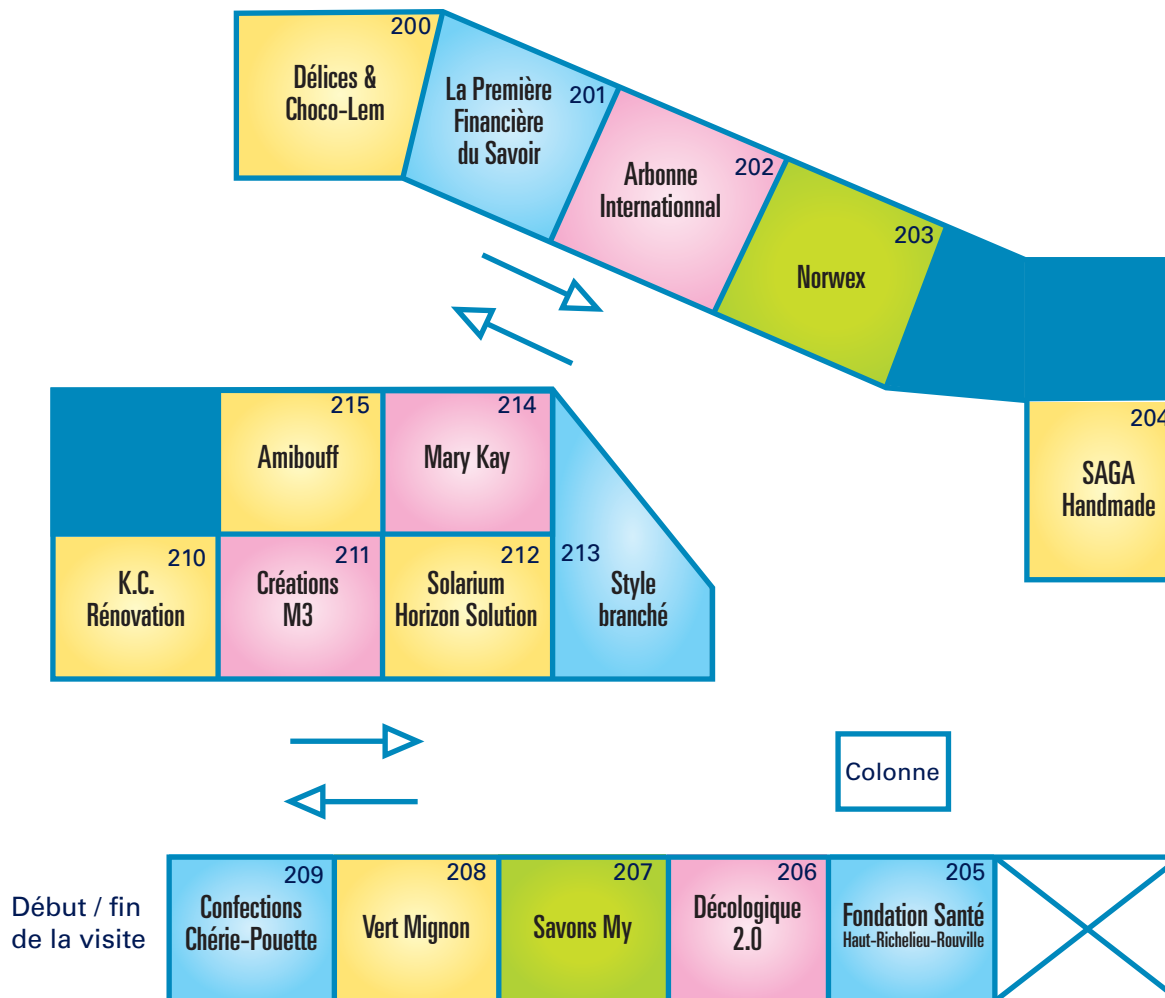 200
Délices &
Choco-Lem
201
La Première
Financière
du Savoir
202
Arbonne
Internationnal
203
Norwex
204
SAGA
Handmade
215
Amibouff
214
Mary Kay
210
K.C.
Rénovation
211
Créations
M3
212
Solarium
Horizon Solution
213
Style
branché
Colonne
Début / fin
de la visite
209
Confections
Chérie-Pouette
208
Vert Mignon
207
Savons My
206
Décologique
2.0
205
Fondation Santé
Haut-Richelieu-Rouville